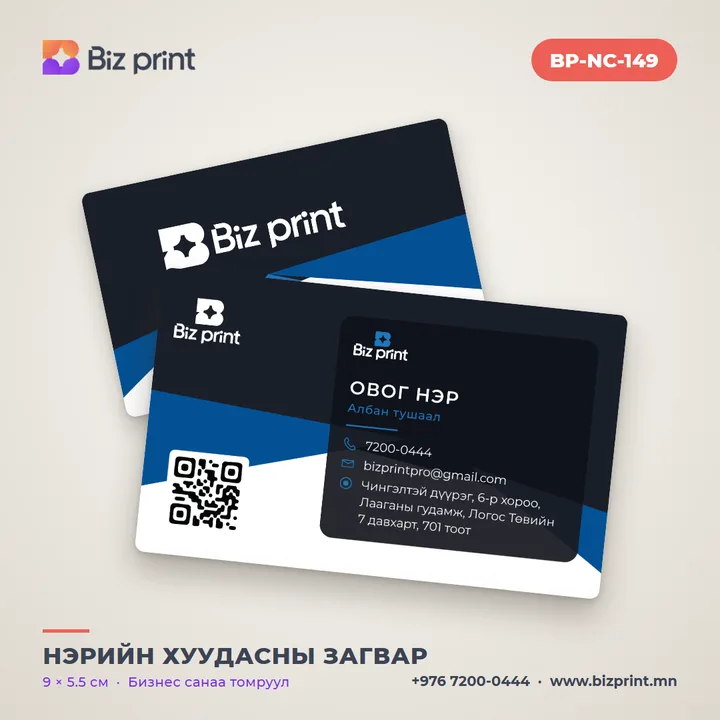 Biz print
BP-NC-149
Biz print
Biz print
Biz print
ОВОГ НЭР
Албан тушаал
7200-0444
bizprintpro@gmail.com
Чингэлтэй дүүрэг, 6-р хороо,
Лааганы гудамж, Логос Төвийн
7 давхарт, 701 тоот
НЭРИЙН ХУУДАСНЫ ЗАГВАР
9 × 5.5 см · Бизнес санаа томруул
+976 7200-0444 · www.bizprint.mn